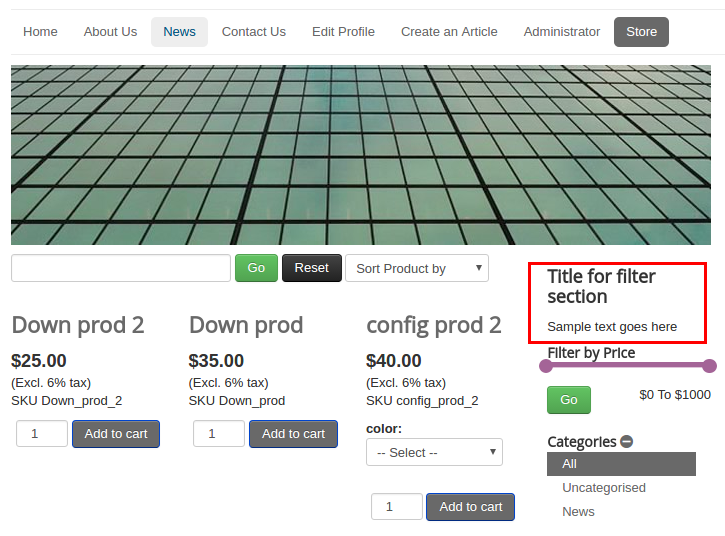 Home About Us News Contact Us Edit Profile Create an Article Administrator Store
Go Reset Sort Product by
Title for filter
section
Sample text goes here
Filter by Price
Go $0 To $1000
Down prod 2
$25.00
(Excl. 6% tax)
SKU Down_prod_2
1 Add to cart
Down prod
$35.00
(Excl. 6% tax)
SKU Down_prod
1 Add to cart
config prod 2
$40.00
(Excl. 6% tax)
SKU config_prod_2
color:
-- Select --
1 Add to cart
Categories
All
Uncategorised
News